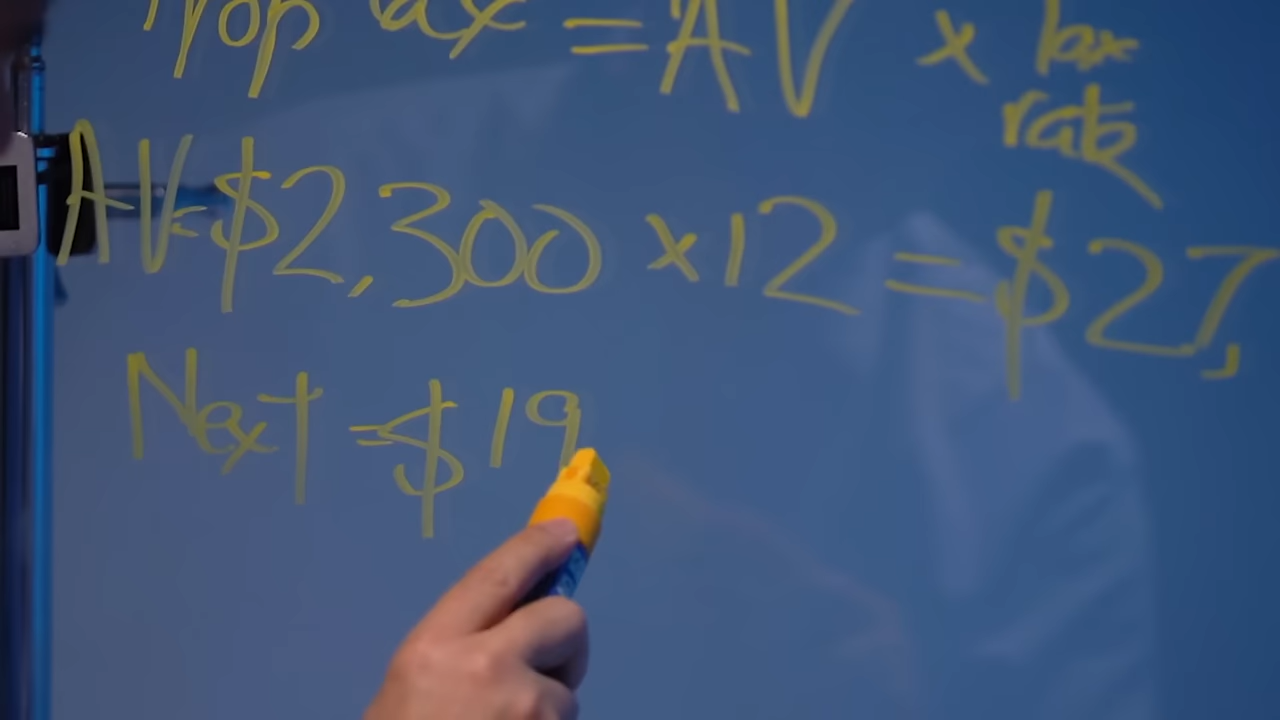 Prop Tax = AV x tax rate
AV = $2,300 x 12 = $27,
Next = $19